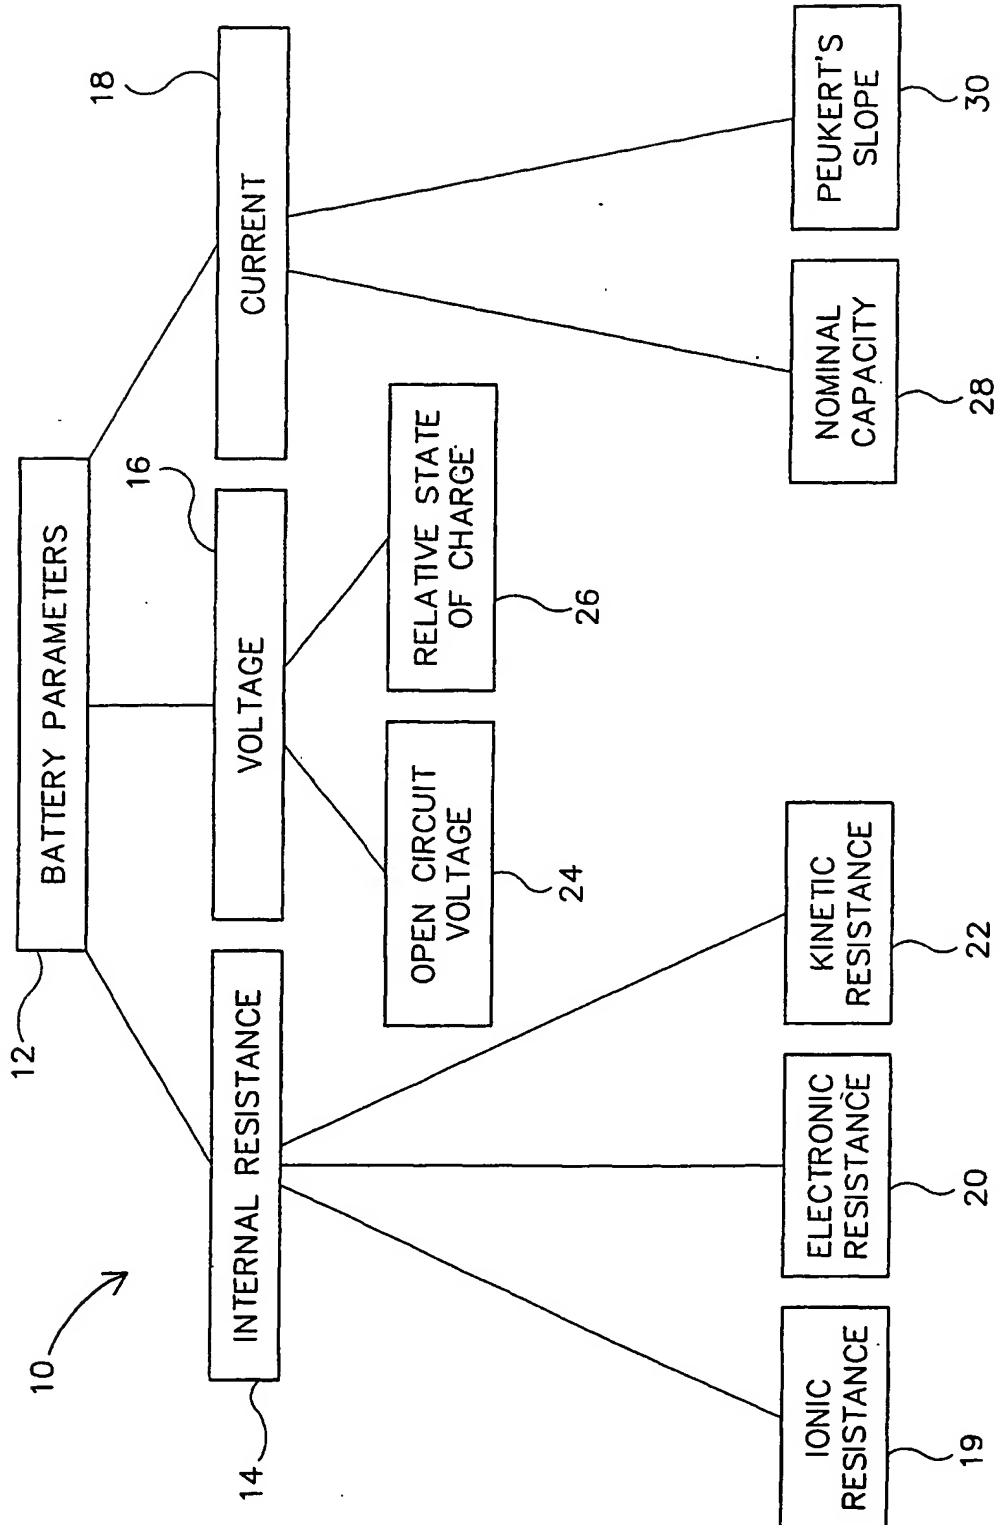 10
12
BATTERY PARAMETERS
14
INTERNAL RESISTANCE
16
VOLTAGE
18
CURRENT
OPEN CIRCUIT
VOLTAGE
24
RELATIVE STATE
OF CHARGE
26
IONIC
RESISTANCE
19
ELECTRONIC
RESISTANCE
20
KINETIC
RESISTANCE
22
NOMINAL
CAPACITY
28
PEUKERT'S
SLOPE
30